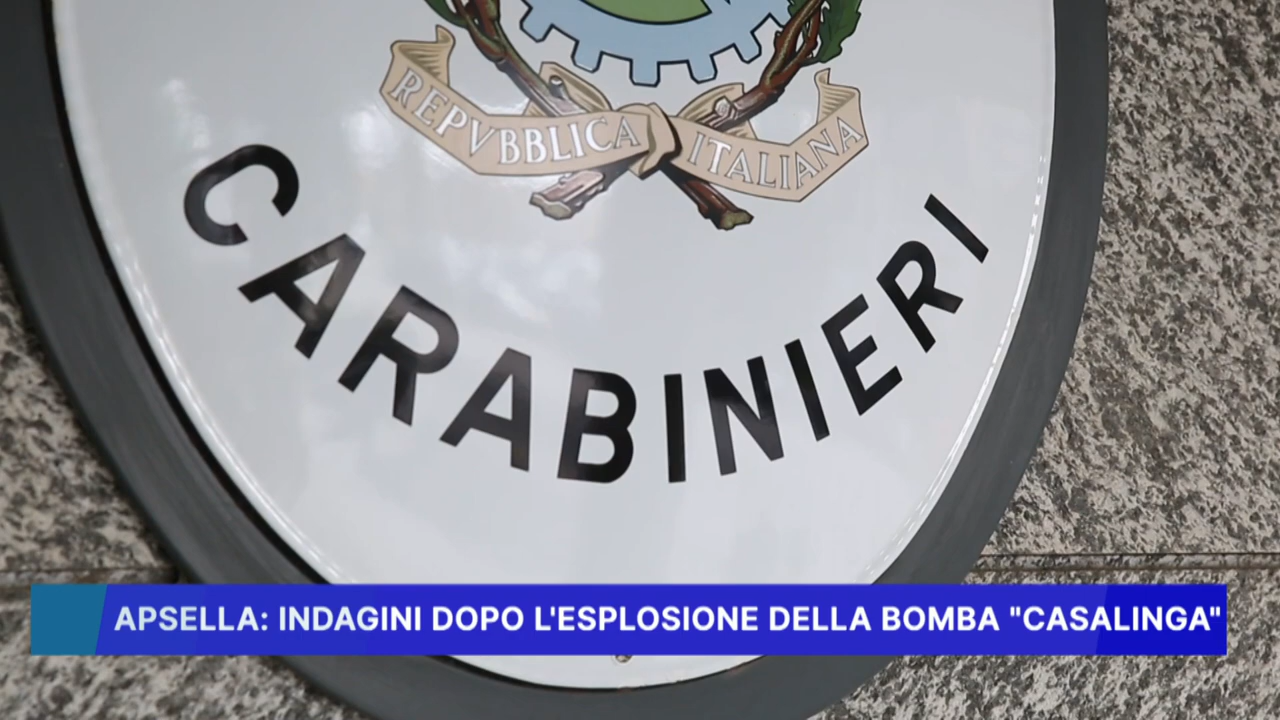 REPVBBLICA ITALIANA
CARABINIERI
APSELLA: INDAGINI DOPO L'ESPLOSIONE DELLA BOMBA "CASALINGA"